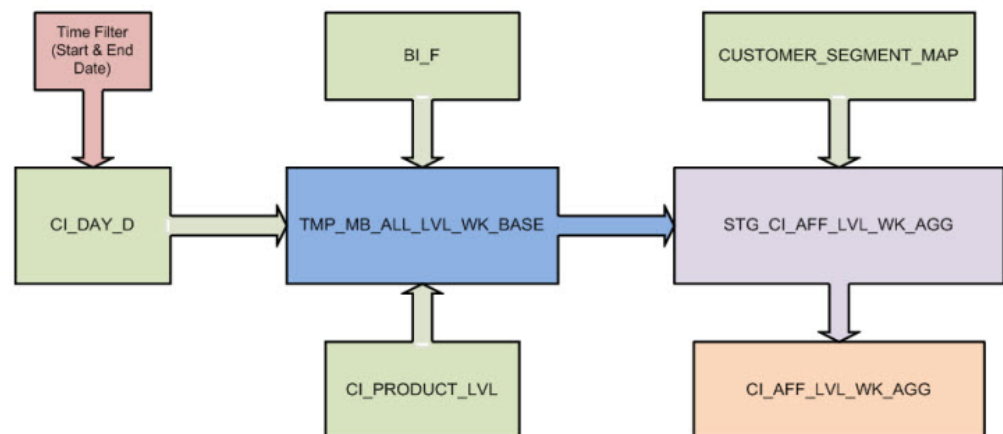 Time Filter
(Start & End
Date)
BI_F
CUSTOMER_SEGMENT_MAP
CI_DAY_D
TMP_MB_ALL_LVL_WK_BASE
STG_CI_AFF_LVL_WK_AGG
CI_PRODUCT_LVL
CI_AFF_LVL_WK_AGG